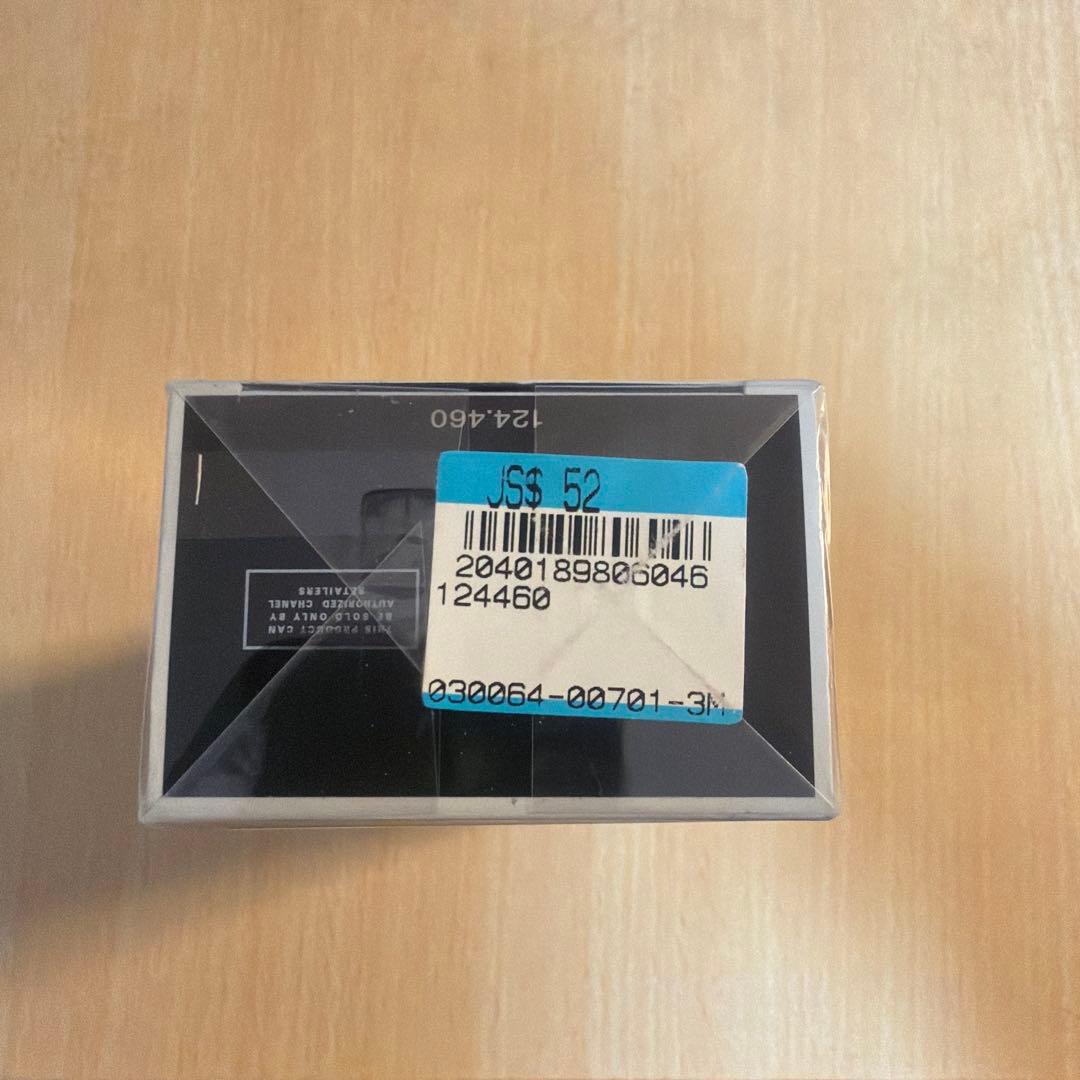 124.460
JS$ 52
2040189806046
124460
030064-00701-3M
THIS PRODUCT CAN
BE SOLD ONLY BY
AUTHORIZED CHANEL
RETAILERS